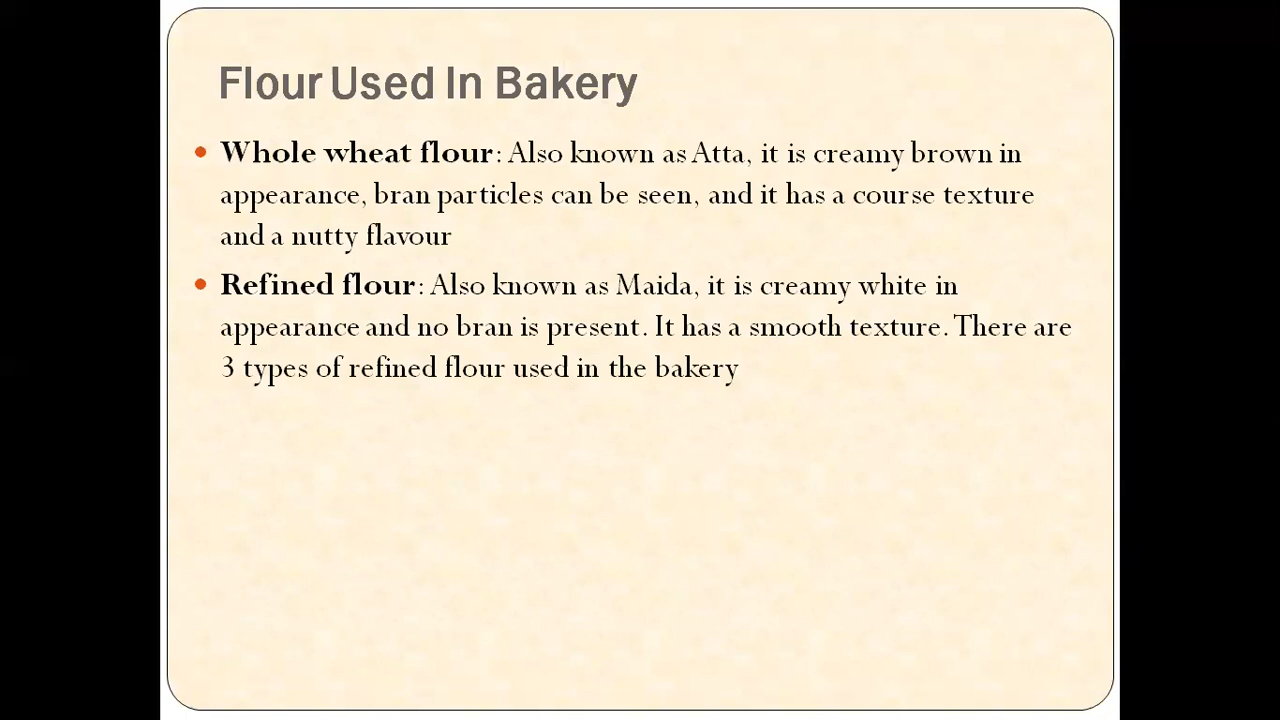 Flour Used In Bakery
• Whole wheat flour: Also known as Atta, it is creamy brown in
appearance, bran particles can be seen, and it has a course texture
and a nutty flavour
• Refined flour: Also known as Maida, it is creamy white in
appearance and no bran is present. It has a smooth texture. There are
3 types of refined flour used in the bakery